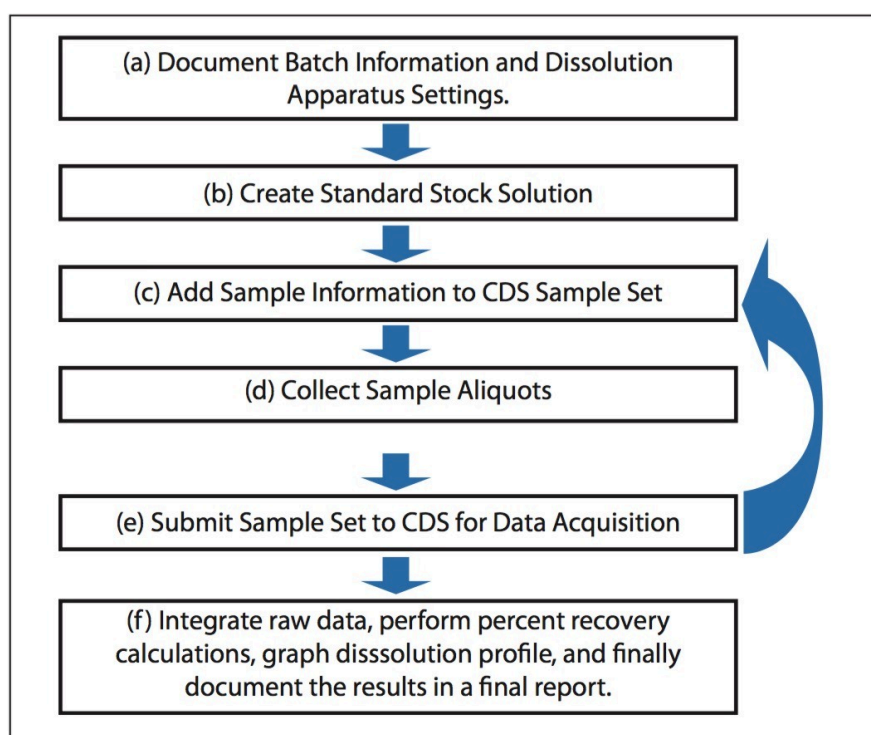 (a) Document Batch Information and Dissolution
Apparatus Settings.
(b) Create Standard Stock Solution
(c) Add Sample Information to CDS Sample Set
(d) Collect Sample Aliquots
(e) Submit Sample Set to CDS for Data Acquisition
(f) Integrate raw data, perform percent recovery
calculations, graph disssolution profile, and finally
document the results in a final report.